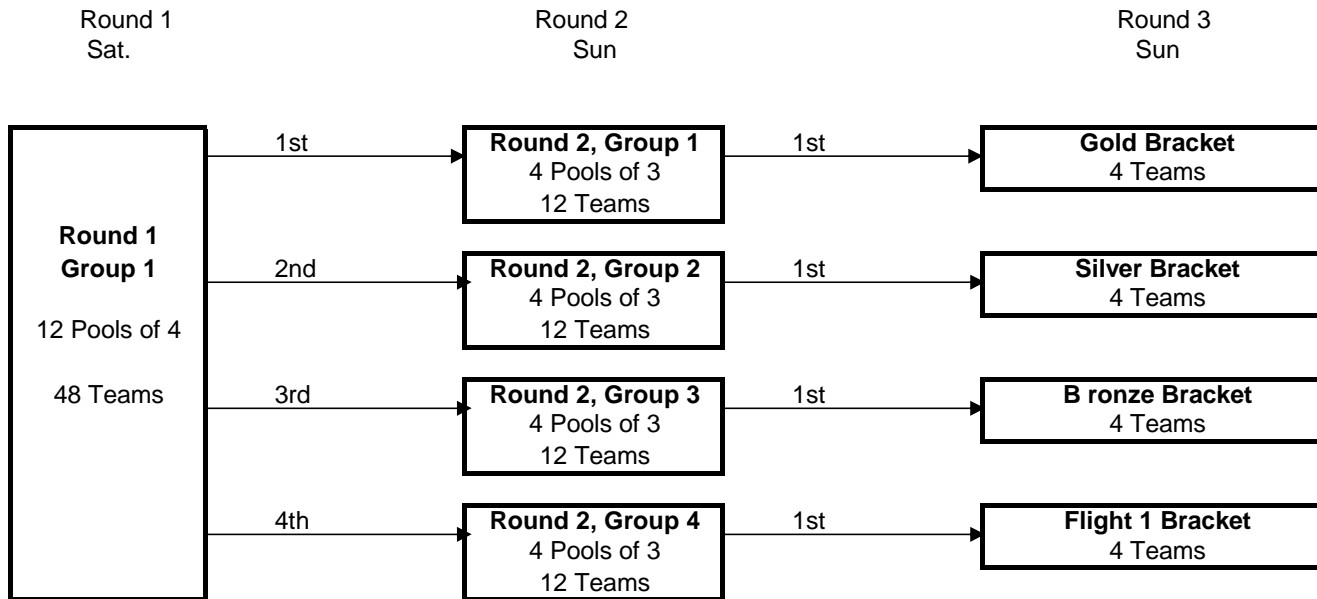 Round 1
Sat.
Round 2
Sun
Round 3
Sun
Round 1
Group 1
12 Pools of 4
48 Teams
1st
Round 2, Group 1
4 Pools of 3
12 Teams
1st
Gold Bracket
4 Teams
2nd
Round 2, Group 2
4 Pools of 3
12 Teams
1st
Silver Bracket
4 Teams
3rd
Round 2, Group 3
4 Pools of 3
12 Teams
1st
B ronze Bracket
4 Teams
4th
Round 2, Group 4
4 Pools of 3
12 Teams
1st
Flight 1 Bracket
4 Teams